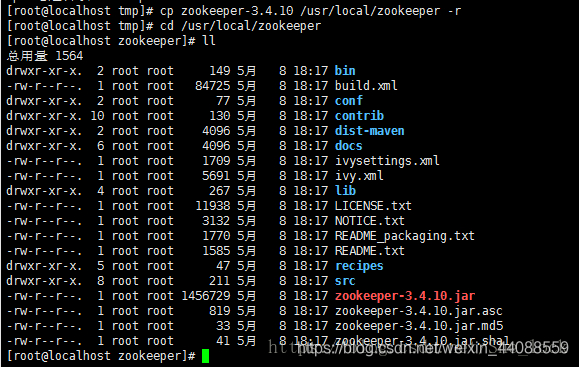 [root@localhost tmp]# cp zookeeper-3.4.10 /usr/local/zookeeper -r
[root@localhost tmp]# cd /usr/local/zookeeper
[root@localhost zookeeper]# ll
总用量 1564
drwxr-xr-x. 2 root root 149 5月 8 18:17 bin
-rw-r--r--. 1 root root 84725 5月 8 18:17 build.xml
drwxr-xr-x. 2 root root 77 5月 8 18:17 conf
drwxr-xr-x. 10 root root 130 5月 8 18:17 contrib
drwxr-xr-x. 2 root root 4096 5月 8 18:17 dist-maven
drwxr-xr-x. 6 root root 4096 5月 8 18:17 docs
-rw-r--r--. 1 root root 1709 5月 8 18:17 ivysettings.xml
-rw-r--r--. 1 root root 5691 5月 8 18:17 ivy.xml
drwxr-xr-x. 4 root root 267 5月 8 18:17 lib
-rw-r--r--. 1 root root 11938 5月 8 18:17 LICENSE.txt
-rw-r--r--. 1 root root 3132 5月 8 18:17 NOTICE.txt
-rw-r--r--. 1 root root 1770 5月 8 18:17 README_packaging.txt
-rw-r--r--. 1 root root 1585 5月 8 18:17 README.txt
drwxr-xr-x. 5 root root 47 5月 8 18:17 recipes
drwxr-xr-x. 8 root root 211 5月 8 18:17 src
-rw-r--r--. 1 root root 1456729 5月 8 18:17 zookeeper-3.4.10.jar
-rw-r--r--. 1 root root 819 5月 8 18:17 zookeeper-3.4.10.jar.asc
-rw-r--r--. 1 root root 33 5月 8 18:17 zookeeper-3.4.10.jar.md5
-rw-r--r--. 1 root root 41 5月 8 18:17 zookeeper-3.4.10.jar.sha1
[root@localhost zookeeper]#
https://blog.csdn.net/weixin_44088559